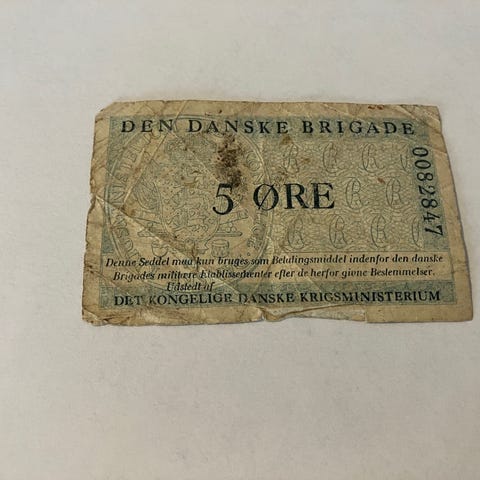 DEN DANSKE BRIGADE
5 ØRE
0082847
Denne Seddel maa kun bruges som Betalingsmiddel indenfor den danske
Brigades militære Etablissementer efter de herfor givne Bestemmelser.
Udstedt af
DET KONGELIGE DANSKE KRIGSMINISTERIUM